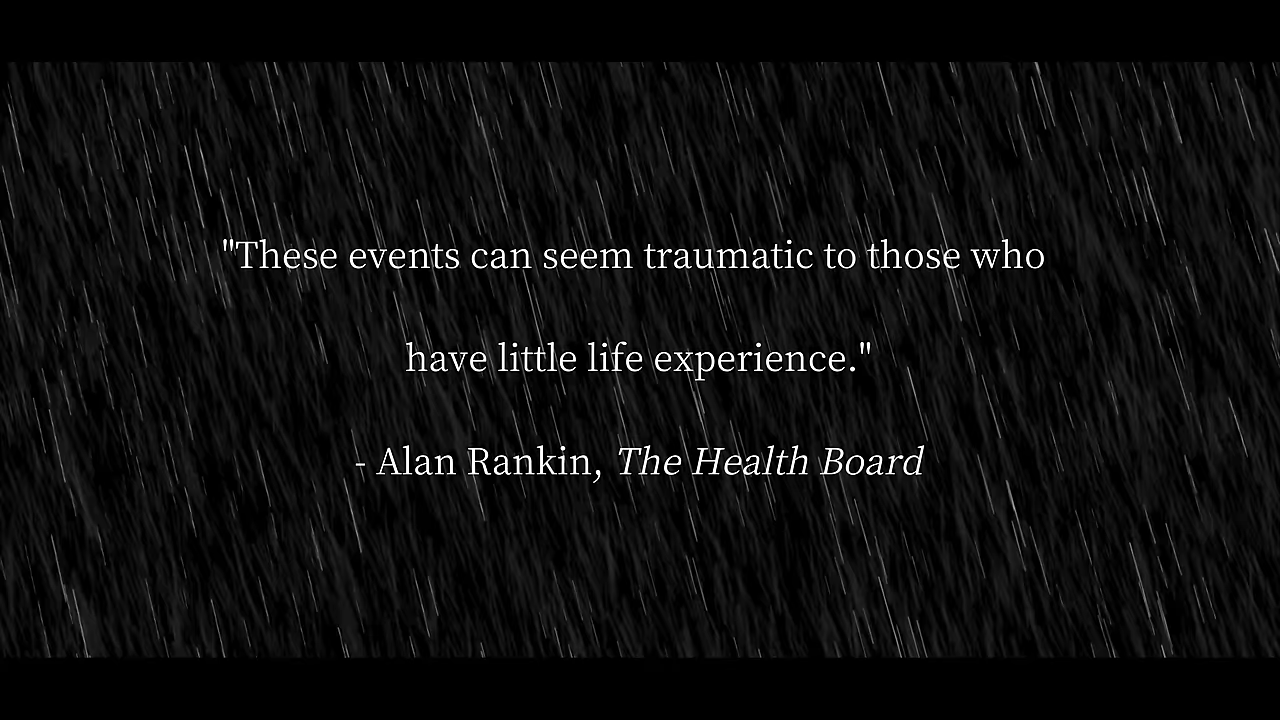 "These events can seem traumatic to those who
have little life experience."
- Alan Rankin, The Health Board